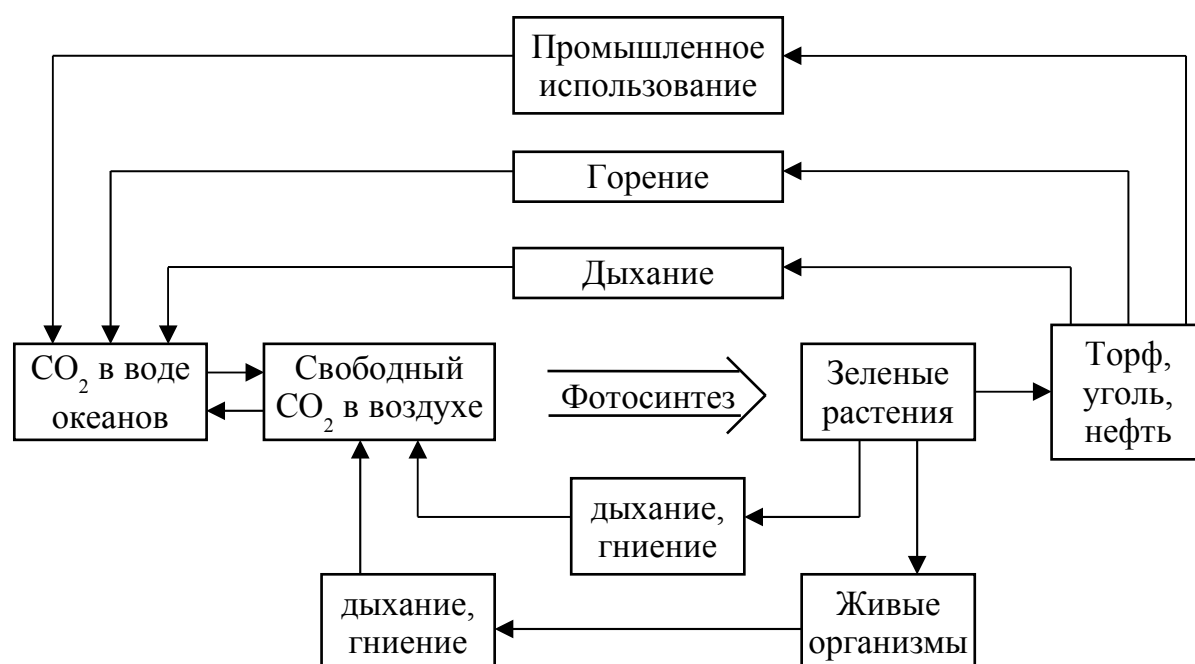 Промышленное
использование
Горение
Дыхание
CO₂ в воде
океанов
Свободный
CO₂ в воздухе
Фотосинтез
Зеленые
растения
Торф,
уголь,
нефть
дыхание,
гниение
дыхание,
гниение
Живые
организмы